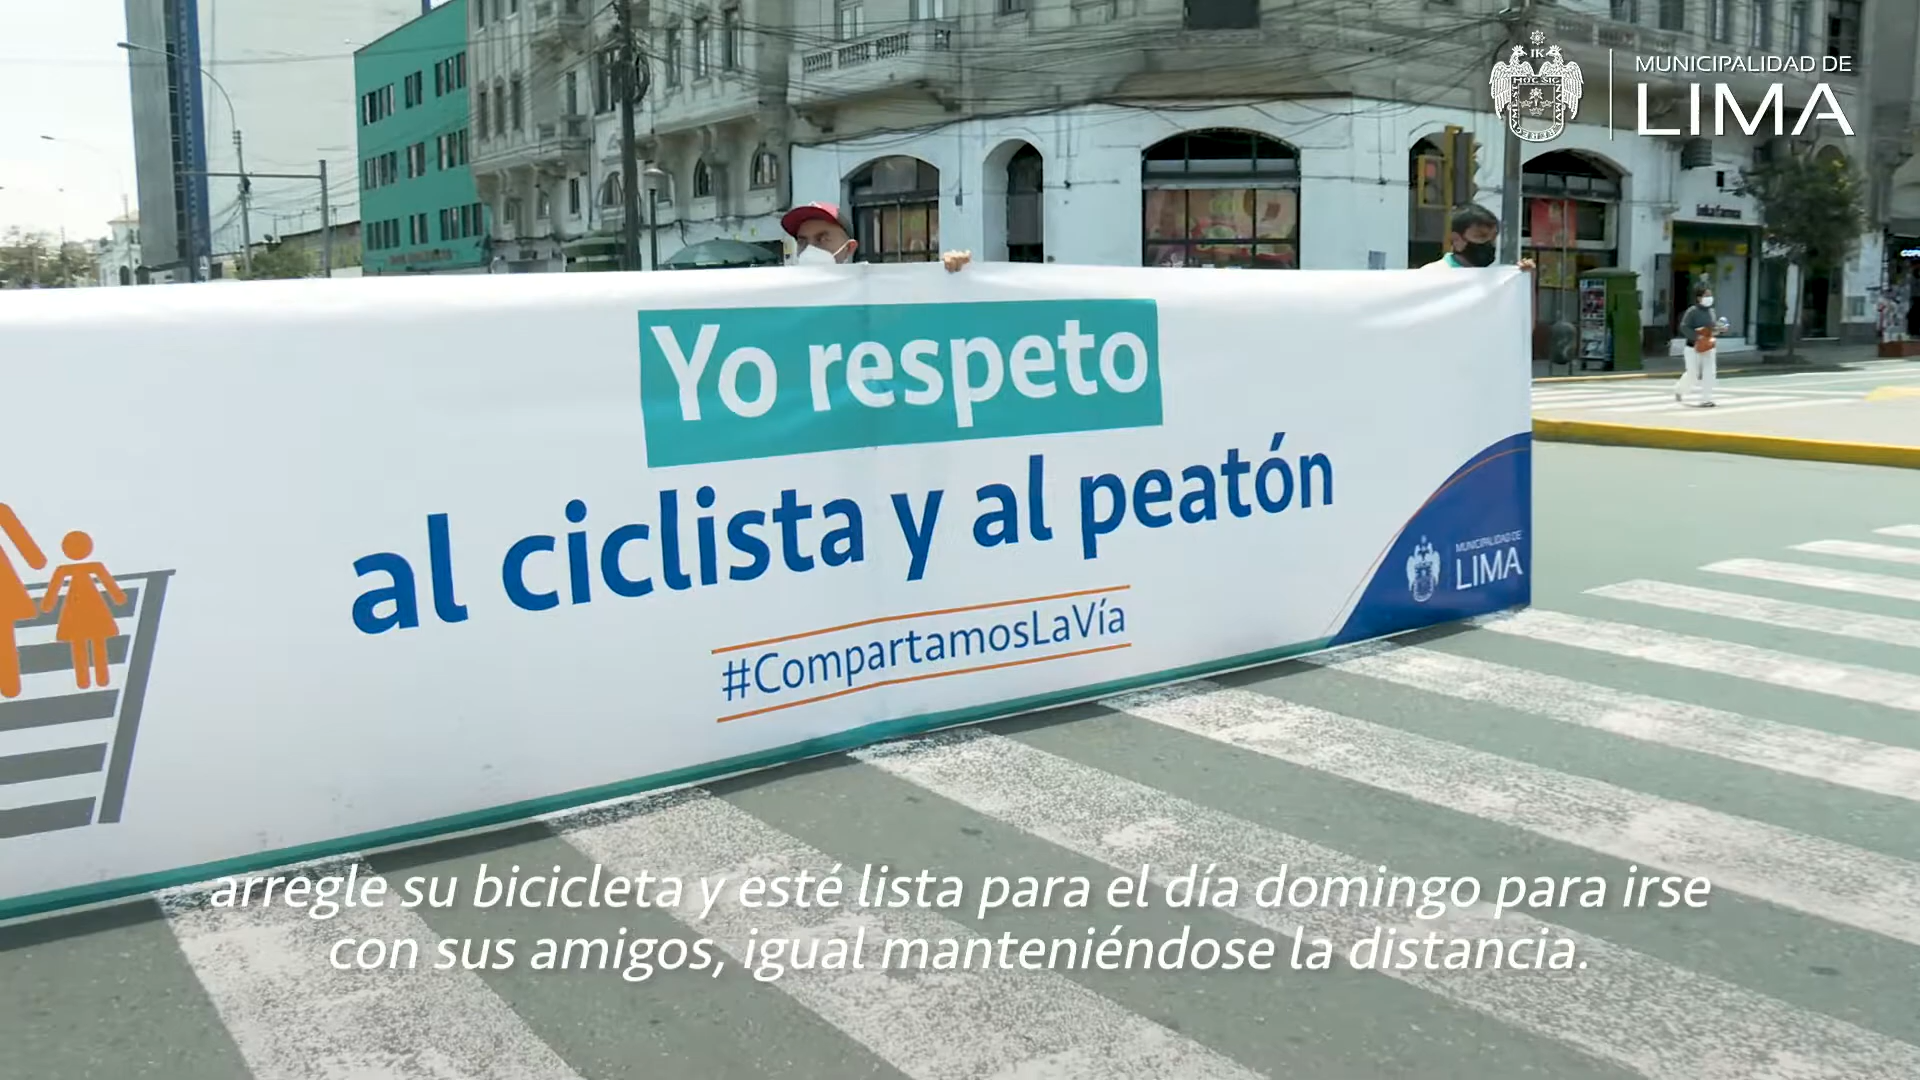 MUNICIPALIDAD DE
LIMA
Yo respeto
al ciclista y al peatón
#CompartamosLaVía
MUNICIPALIDAD DE
LIMA
arregle su bicicleta y esté lista para el día domingo para irse
con sus amigos, igual manteniéndose la distancia.